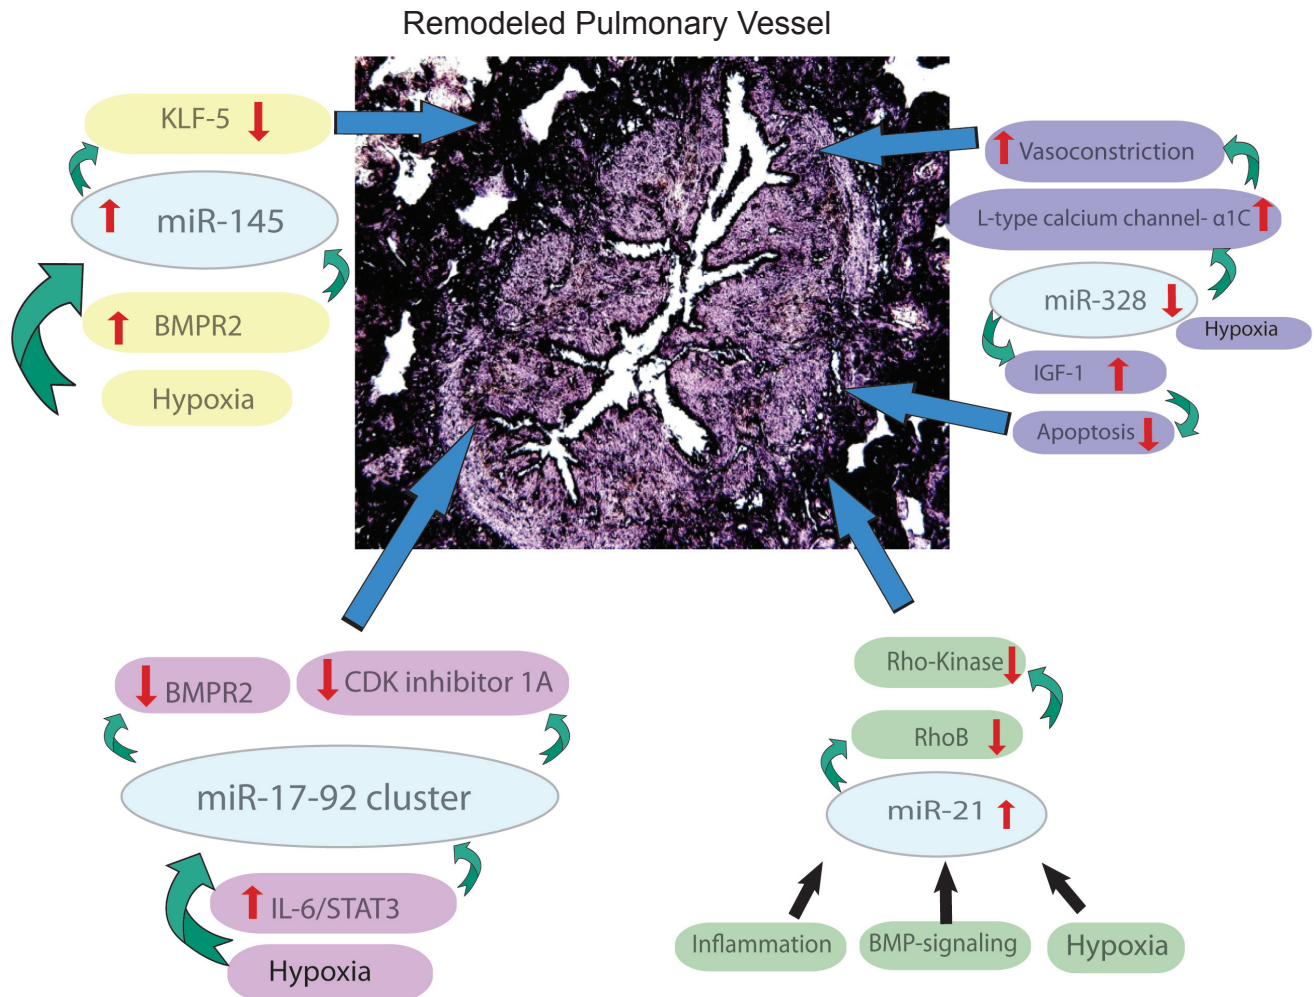 Remodeled Pulmonary Vessel
KLF-5
miR-145
BMPR2
Hypoxia
Vasoconstriction
L-type calcium channel- α1C
miR-328
Hypoxia
IGF-1
Apoptosis
BMPR2
CDK inhibitor 1A
miR-17-92 cluster
IL-6/STAT3
Hypoxia
Rho-Kinase
RhoB
miR-21
Inflammation
BMP-signaling
Hypoxia